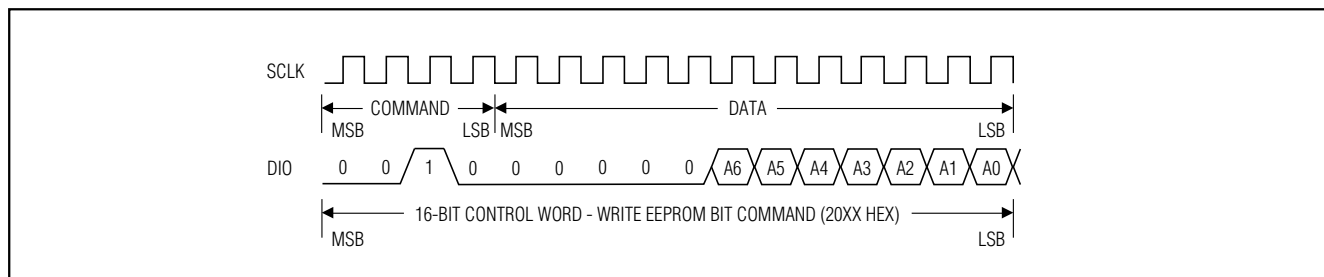 SCLK
COMMAND DATA
MSB LSB MSB LSB
DIO 0 0 1 0 0 0 0 0 0 A6 A5 A4 A3 A2 A1 A0
16-BIT CONTROL WORD - WRITE EEPROM BIT COMMAND (20XX HEX)
MSB LSB